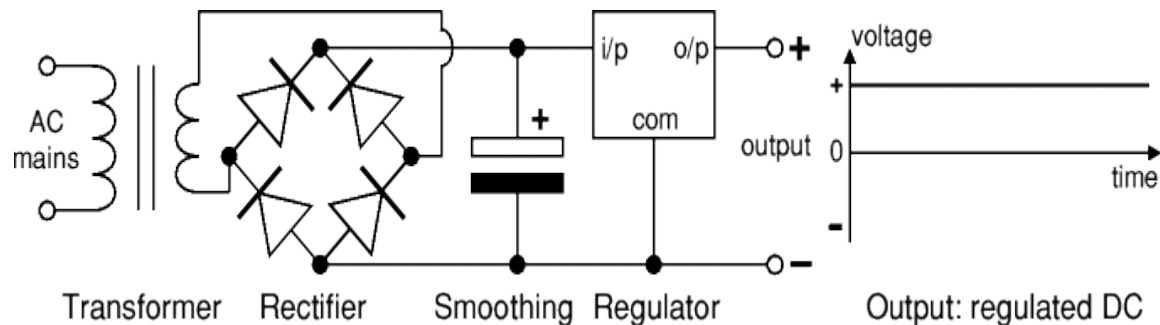 AC
mains
+
i/p o/p
com
+
−
output
voltage
+
0
-
time
Transformer Rectifier Smoothing Regulator Output: regulated DC